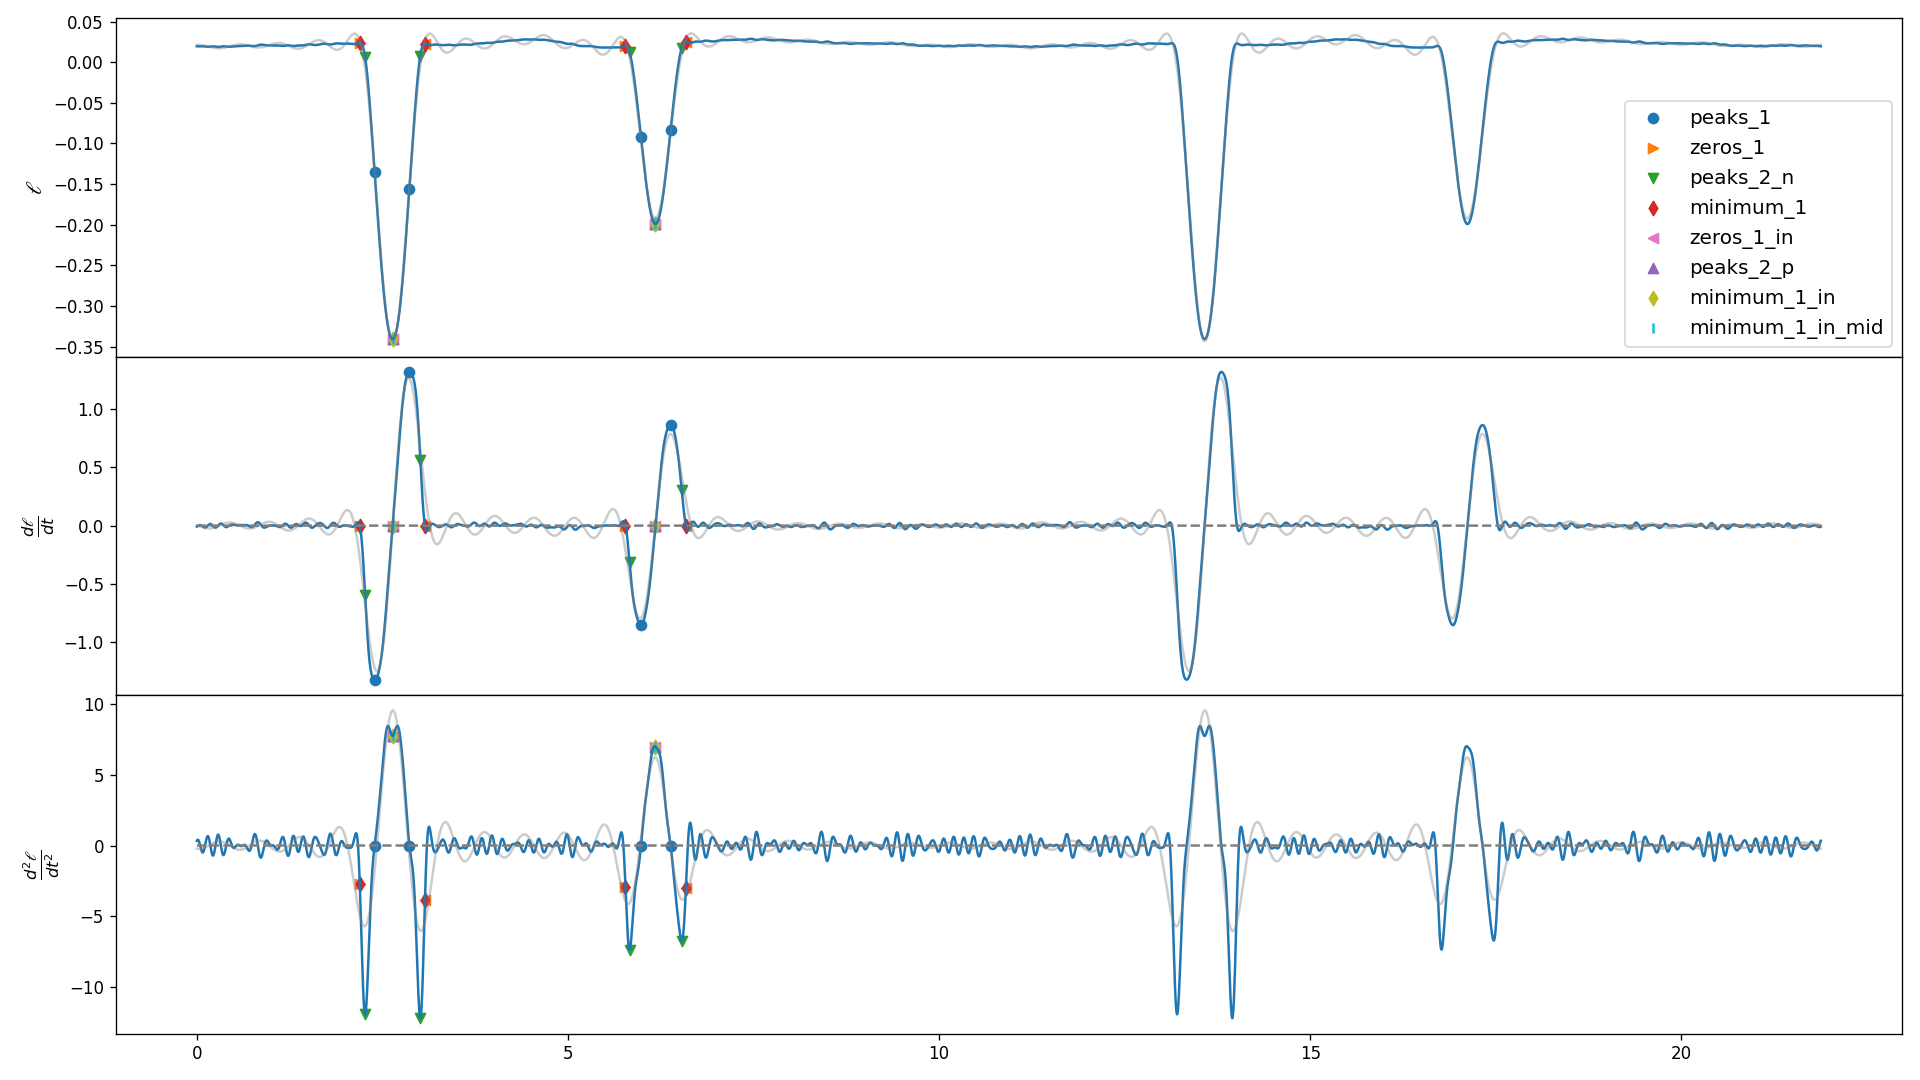 0.05
0.00
−0.05
−0.10
−0.15
−0.20
−0.25
−0.30
−0.35
ℓ
peaks_1
zeros_1
peaks_2_n
minimum_1
zeros_1_in
peaks_2_p
minimum_1_in
minimum_1_in_mid
1.0
0.5
0.0
−0.5
−1.0
dℓ
dt
10
5
0
−5
−10
d²ℓ
dt²
0 5 10 15 20